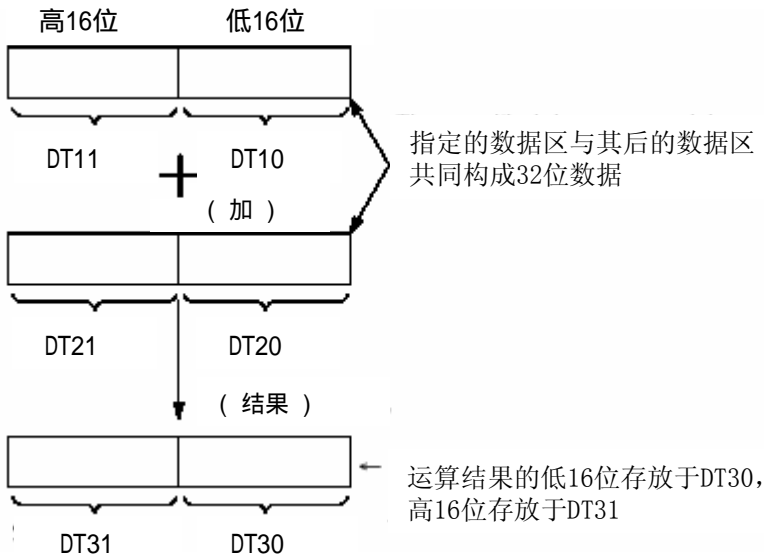 高16位 低16位
DT11 DT10
指定的数据区与其后的数据区
共同构成32位数据
+
( 加 )
DT21 DT20
( 结果 )
运算结果的低16位存放于DT30,
高16位存放于DT31
DT31 DT30